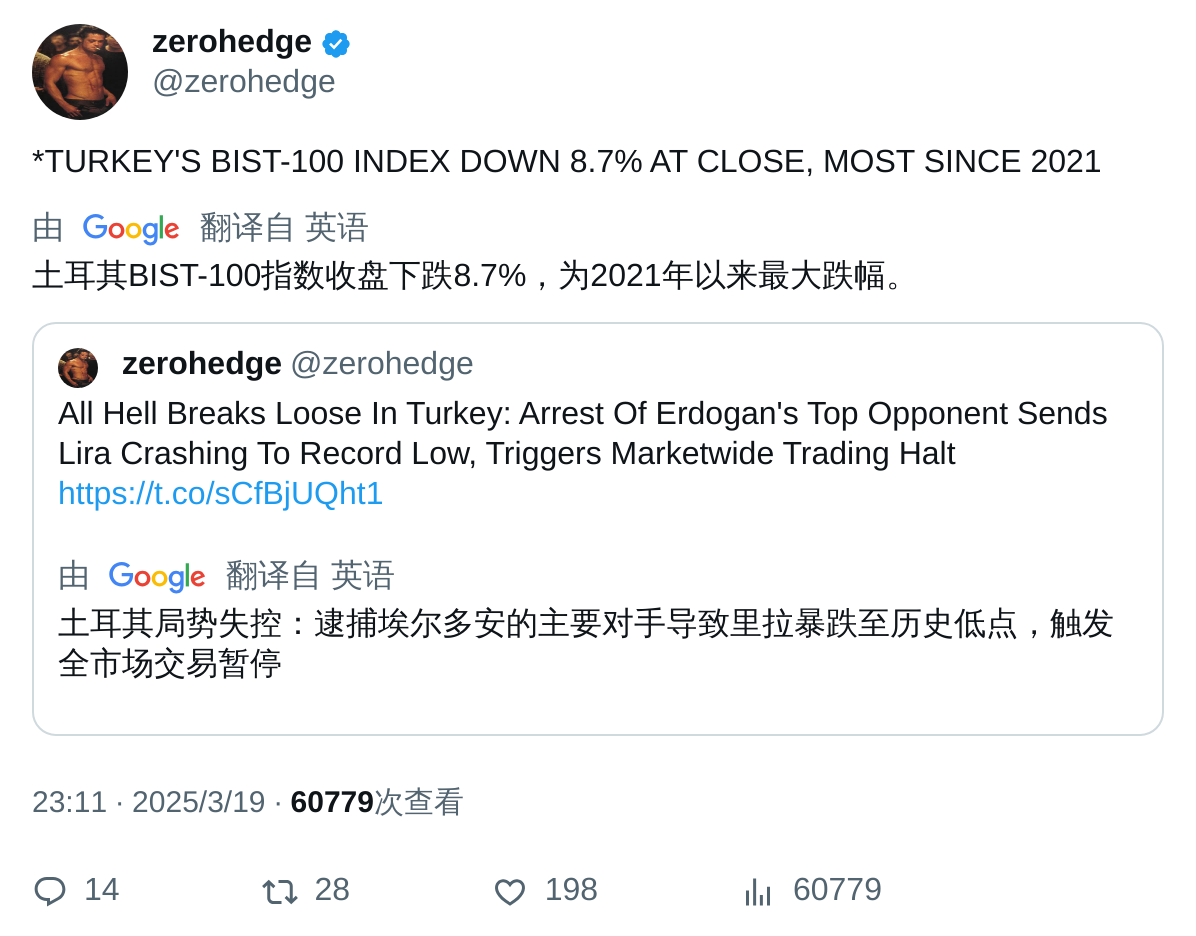 zerohedge
@zerohedge
*TURKEY'S BIST-100 INDEX DOWN 8.7% AT CLOSE, MOST SINCE 2021
由 Google 翻译自 英语
土耳其BIST-100指数收盘下跌8.7%，为2021年以来最大跌幅。
zerohedge @zerohedge
All Hell Breaks Loose In Turkey: Arrest Of Erdogan's Top Opponent Sends
Lira Crashing To Record Low, Triggers Marketwide Trading Halt
https://t.co/sCfBjUQht1
由 Google 翻译自 英语
土耳其局势失控：逮捕埃尔多安的主要对手导致里拉暴跌至历史低点，触发
全市场交易暂停
23:11 · 2025/3/19 · 60779次查看
14 28 198 60779